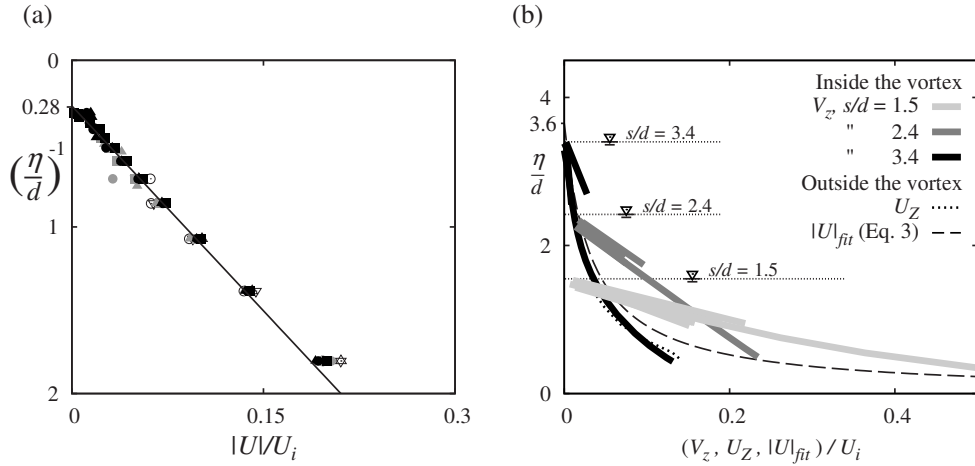 (a)
0
0.28
(η/d)^-1
1
2
0
0.15
0.3
|U|/U_i
(b)
4
3.6
η/d
2
0
0
0.2
0.4
(V_z , U_Z , |U|_fit) / U_i
s/d = 3.4
s/d = 2.4
s/d = 1.5
Inside the vortex
V_z, s/d = 1.5
" 2.4
" 3.4
Outside the vortex
U_Z
|U|_fit (Eq. 3)